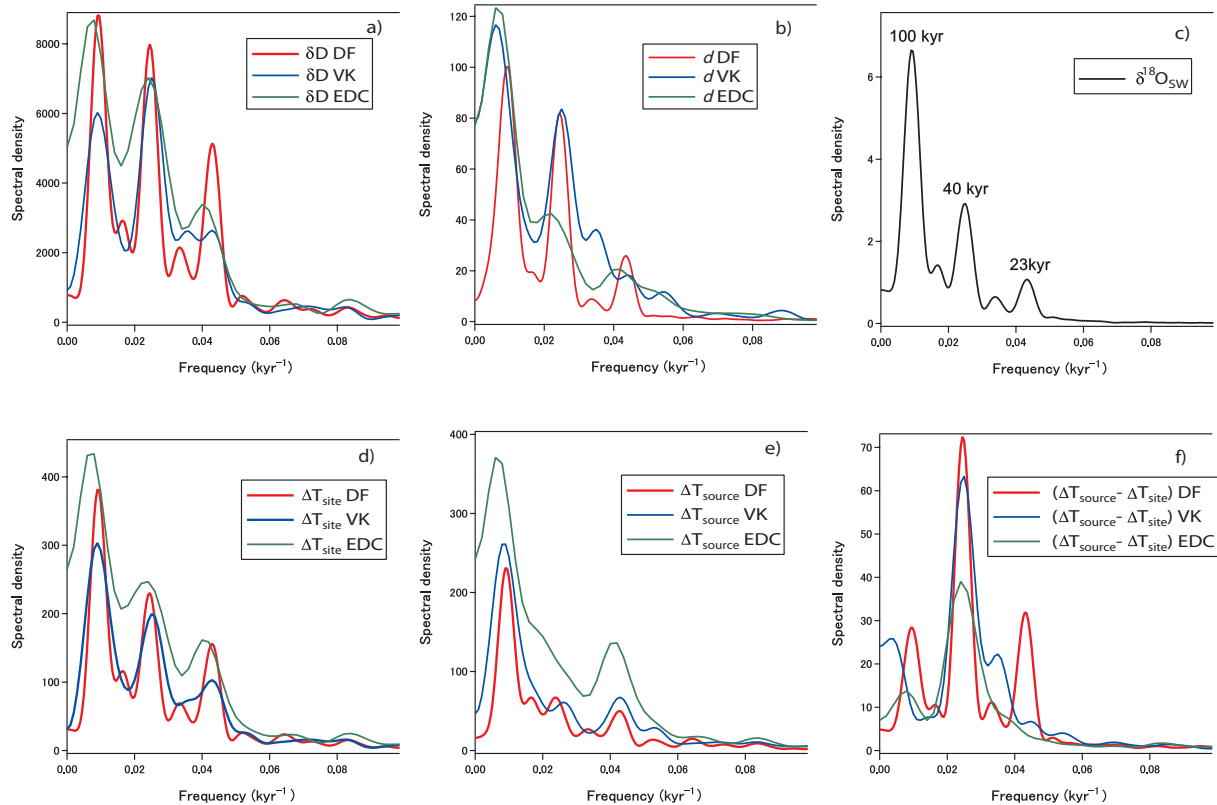 a)
δD DF
δD VK
δD EDC
Spectral density
8000
6000
4000
2000
0
0.00 0.02 0.04 0.06 0.08
Frequency (kyr⁻¹)
b)
d DF
d VK
d EDC
Spectral density
120
100
80
60
40
20
0
0.00 0.02 0.04 0.06 0.08
Frequency (kyr⁻¹)
c)
100 kyr
δ¹⁸O_SW
40 kyr
23kyr
Spectral density
6
4
2
0
0.00 0.02 0.04 0.06 0.08
Frequency (kyr⁻¹)
d)
ΔT_site DF
ΔT_site VK
ΔT_site EDC
Spectral density
400
300
200
100
0
0.00 0.02 0.04 0.06 0.08
Frequency (kyr⁻¹)
e)
ΔT_source DF
ΔT_source VK
ΔT_source EDC
Spectral density
400
300
200
100
0
0.00 0.02 0.04 0.06 0.08
Frequency (kyr⁻¹)
f)
(ΔT_source- ΔT_site) DF
(ΔT_source- ΔT_site) VK
(ΔT_source- ΔT_site) EDC
Spectral density
70
60
50
40
30
20
10
0
0.00 0.02 0.04 0.06 0.08
Frequency (kyr⁻¹)